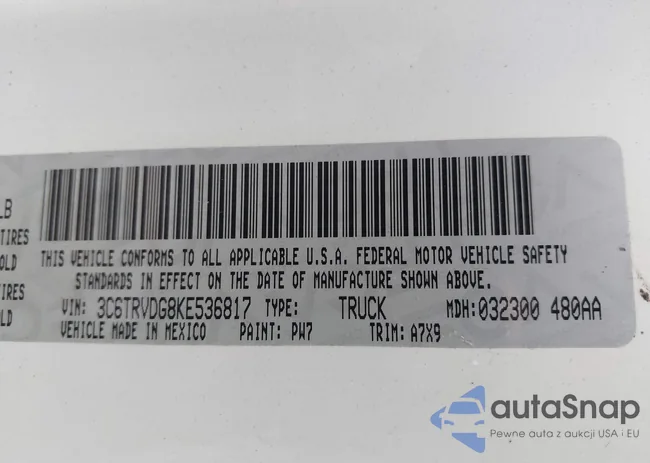 LB
TIRES
OLD
TIRES
LD
THIS VEHICLE CONFORMS TO ALL APPLICABLE U.S.A. FEDERAL MOTOR VEHICLE SAFETY
STANDARDS IN EFFECT ON THE DATE OF MANUFACTURE SHOWN ABOVE.
VIN: 3C6TRVDG8KE536817 TYPE: TRUCK MDH:032300 480AA
VEHICLE MADE IN MEXICO PAINT: PW7 TRIM: A7X9
autaSnap
Pewne auta z aukcji USA i EU